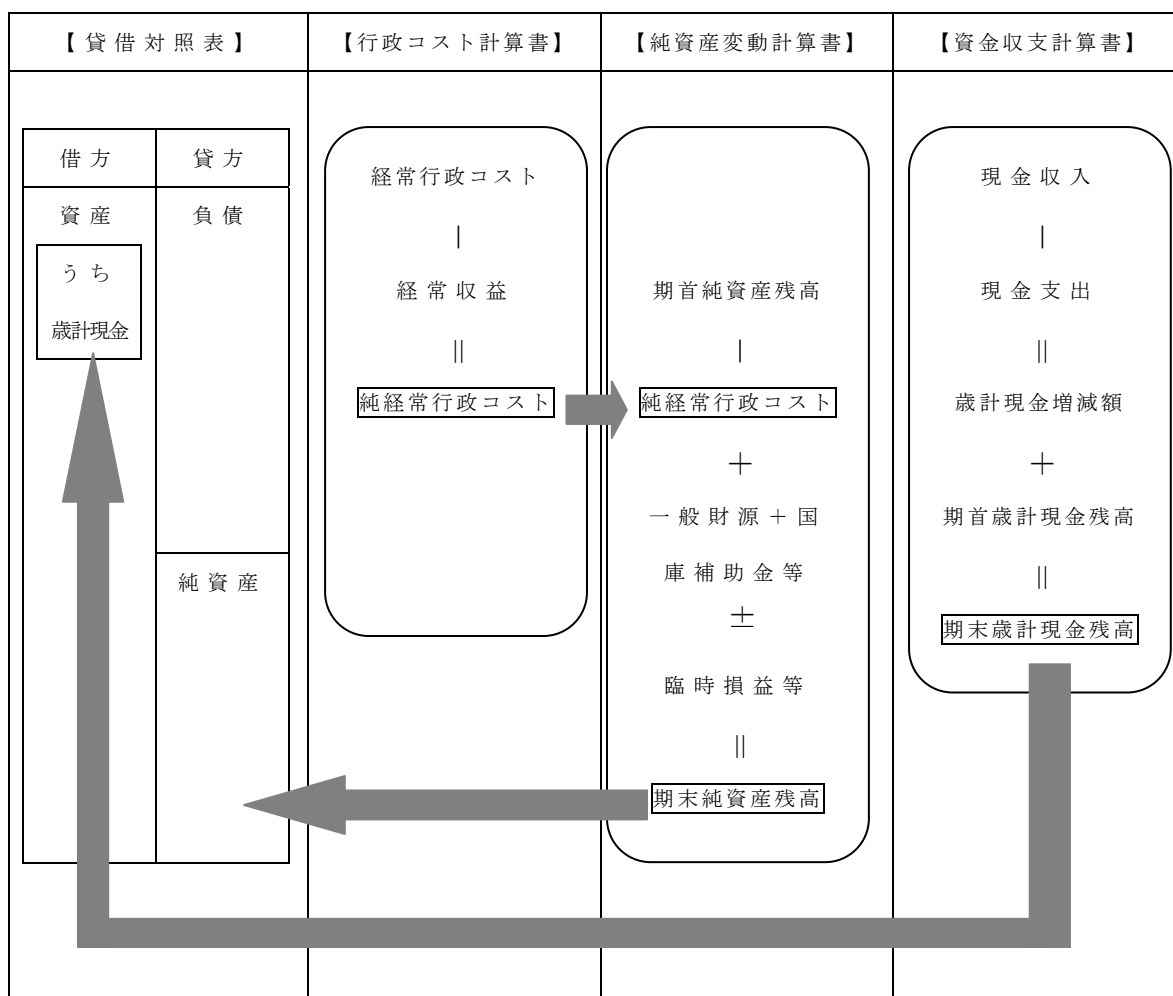 【貸借対照表】
【行政コスト計算書】
【純資産変動計算書】
【資金収支計算書】
借方
貸方
資産
負債
うち
歳計現金
純資産
経常行政コスト
－
経常収益
＝
純経常行政コスト
期首純資産残高
－
純経常行政コスト
＋
一般財源＋国
庫補助金等
±
臨時損益等
＝
期末純資産残高
現金収入
－
現金支出
＝
歳計現金増減額
＋
期首歳計現金残高
＝
期末歳計現金残高